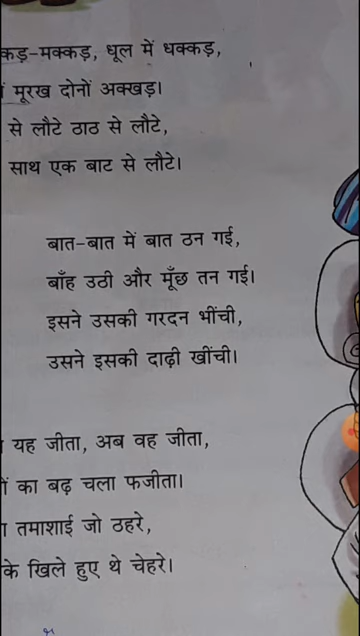 कड़-मक्कड़, धूल में धक्कड़,
मूरख दोनों अक्खड़।
से लौटे ठाठ से लौटे,
साथ एक बाट से लौटे।
बात-बात में बात ठन गई,
बाँह उठी और मूँछ तन गई।
इसने उसकी गरदन भींची,
उसने इसकी दाढ़ी खींची।
यह जीता, अब वह जीता,
का बढ़ चला फजीता।
तमाशाई जो ठहरे,
के खिले हुए थे चेहरे।